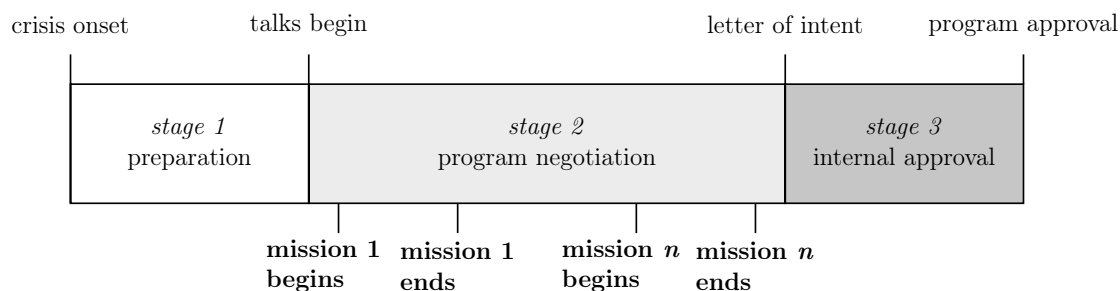 crisis onset
talks begin
letter of intent
program approval
stage 1
preparation
stage 2
program negotiation
stage 3
internal approval
mission 1
begins
mission 1
ends
mission n
begins
mission n
ends